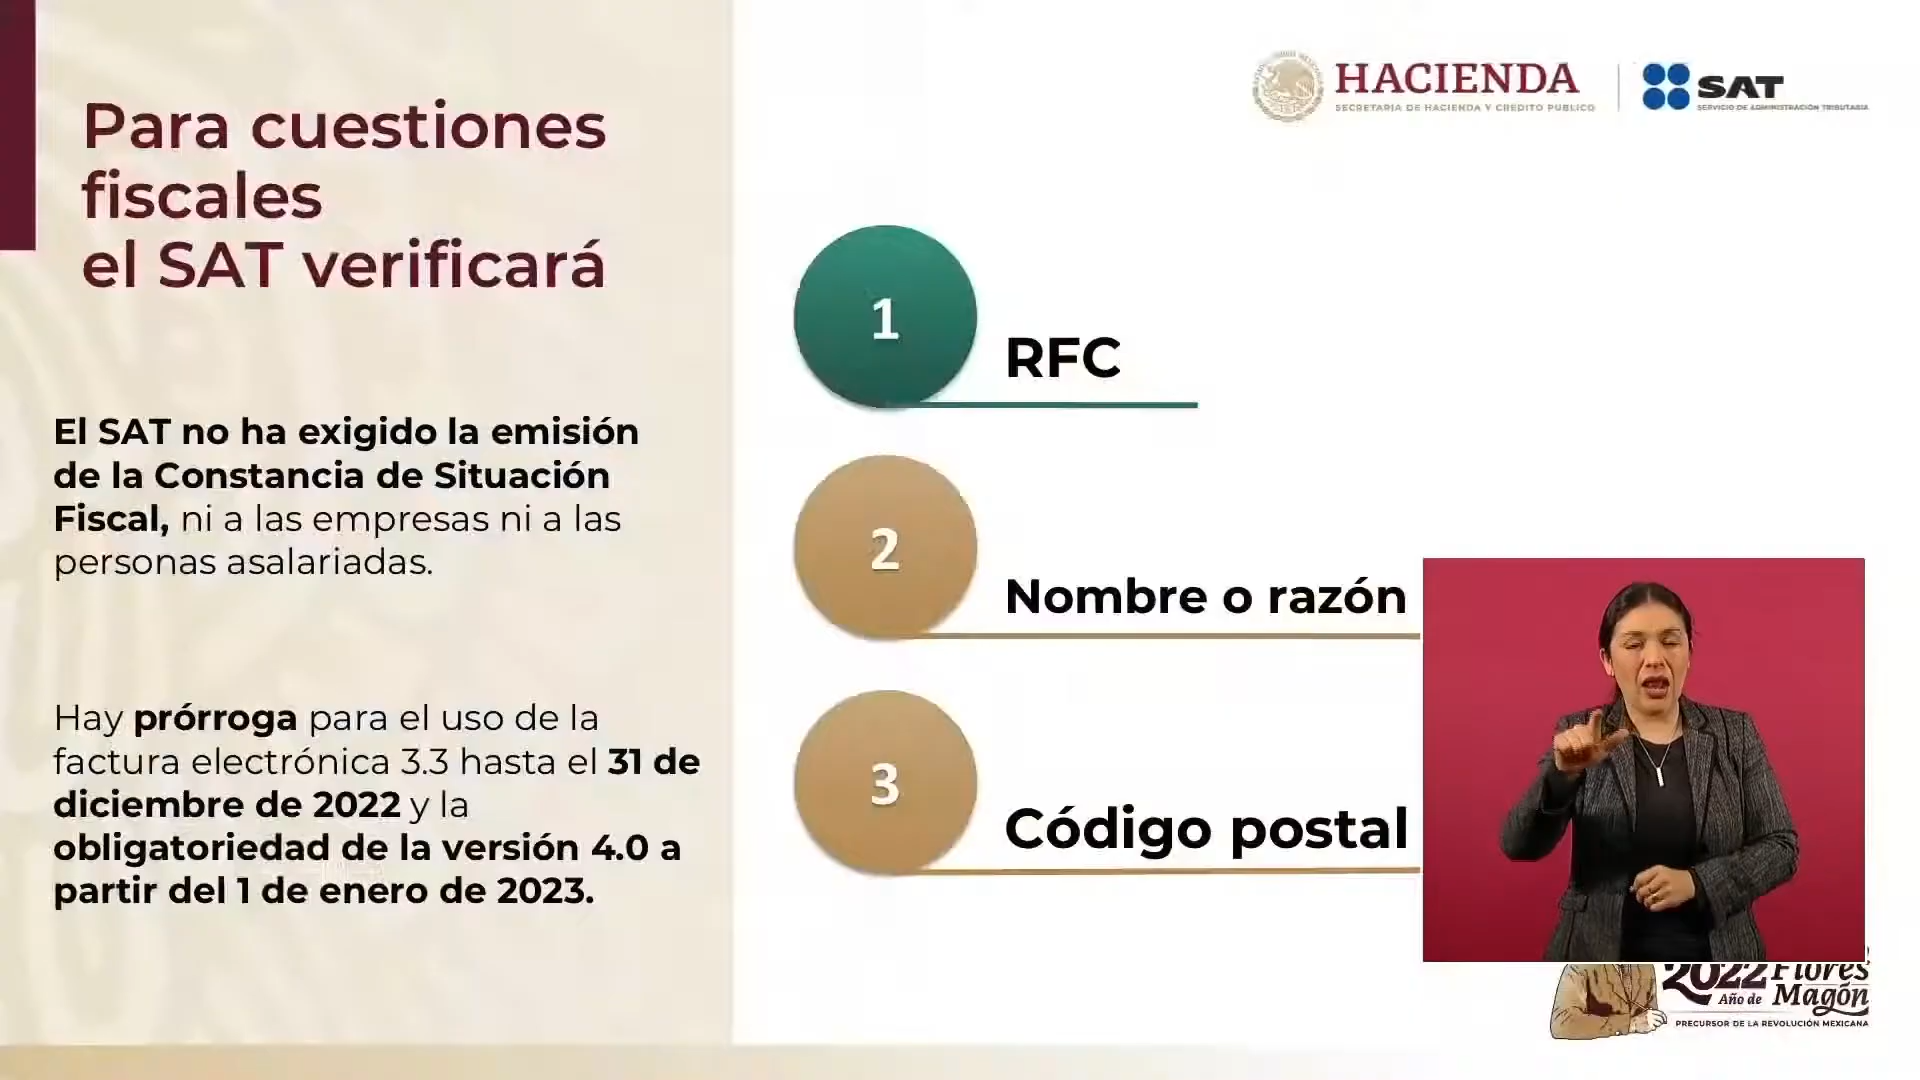 Para cuestiones
fiscales
el SAT verificará
El SAT no ha exigido la emisión
de la Constancia de Situación
Fiscal, ni a las empresas ni a las
personas asalariadas.
Hay prórroga para el uso de la
factura electrónica 3.3 hasta el 31 de
diciembre de 2022 y la
obligatoriedad de la versión 4.0 a
partir del 1 de enero de 2023.
HACIENDA
SECRETARÍA DE HACIENDA Y CRÉDITO PÚBLICO
SAT
SERVICIO DE ADMINISTRACIÓN TRIBUTARIA
1
RFC
2
Nombre o razón
3
Código postal
2022 Flores
Año de Magón
PRECURSOR DE LA REVOLUCIÓN MEXICANA